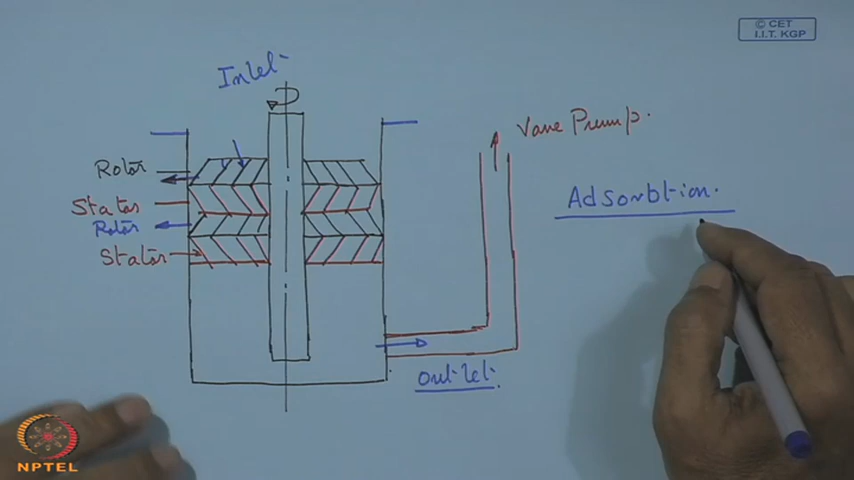 © CET
I.I.T. KGP
Inlet
Vane Pump.
Rotor
Adsorbtion.
Stator
Rotor
Stator
Outlet.
NPTEL